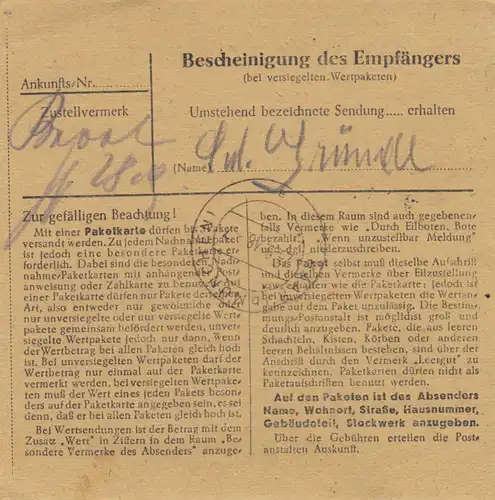 Bescheinigung des Empfängers
(bei versiegelten Wertpaketen)
Ankunfts/Nr.
Zustellvermerk
Umstehend bezeichnete Sendung..... erhalten
(Name)
Zur gefälligen Beachtung!
Mit einer Paketkarte dürfen bis Pakete
versandt werden. Zu jedem Nachnahmepaket
ist jedoch eine besondere Paketkarte er-
forderlich. Dabei sind die besonderen Nach
nahme-Paketkarten mit anhängender Post
anweisung oder Zahlkarte zu benutzen. Auf
einer Paketkarte dürfen nur Pakete derselben
Art, also entweder nur gewöhnliche oder
nur unversiegelte oder nur versiegelte Wert
pakete gemeinsam befördert werden, unver-
siegelte Wertpakete jedoch nur dann, wenn
der Wertbetrag bei allen Paketen gleich hoch
ist. Bei unversiegelten Wertpaketen darf der
Wertbetrag nur einmal auf der Paketkarte
vermerkt werden, bei versiegelten Wertpake-
ten muß der Wert eines jeden Pakets beson-
ders auf der Paketkarte angegeben sein, es sei
denn, daß er bei allen Paketen gleich hoch ist.
Bei Wertsendungen ist der Betrag mit dem
Zusatz „Wert" in Ziffern in dem Raum „Be-
sondere Vermerke des Absenders" anzuge-
ben. In diesem Raum sind auch gegebenen-
falls Vermerke wie „Durch Eilboten, Bote
bezahlt", „Wenn unzustellbar Meldung"
niederzuschreiben.
Das Paket selbst muß dieselbe Aufschrift
und dieselben Vermerke über Eilzustellung
usw. erhalten wie die Paketkarte; jedoch ist
bei unversiegelten Wertpaketen die Wertan-
gabe auf dem Paket unzulässig. Die Bestim-
mungs-Postanstalt ist möglichst groß und
deutlich anzugeben. Pakete, die aus leeren
Schachteln, Kisten, Körben oder anderen
leeren Behältnissen bestehen, sind über der
Anschrift durch den Vermerk „Leergut" zu
kennzeichnen. Paketkarten dürfen nicht als
Paketaufschriften benutzt werden.
Auf den Paketen ist des Absenders
Name, Wohnort, Straße, Hausnummer,
Gebäudeteil, Stockwerk anzugeben.
Über die Gebühren erteilen die Post-
anstalten Auskunft.